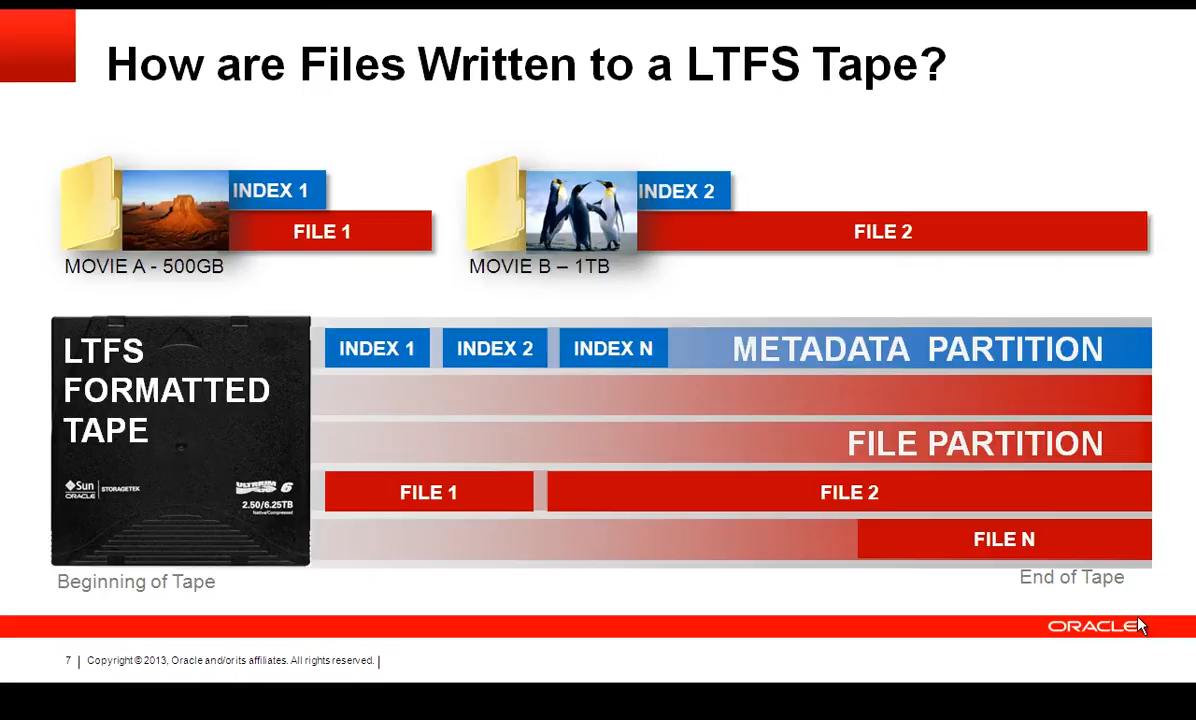 How are Files Written to a LTFS Tape?
INDEX 1
FILE 1
MOVIE A - 500GB
INDEX 2
FILE 2
MOVIE B – 1TB
LTFS
FORMATTED
TAPE
Sun
ORACLE
STORAGETEK
ULTRIUM 6
2.50/6.25TB
Native/Compressed
INDEX 1
INDEX 2
INDEX N
METADATA PARTITION
FILE PARTITION
FILE 1
FILE 2
FILE N
Beginning of Tape
End of Tape
ORACLE
7 | Copyright © 2013, Oracle and/or its affiliates. All rights reserved. |